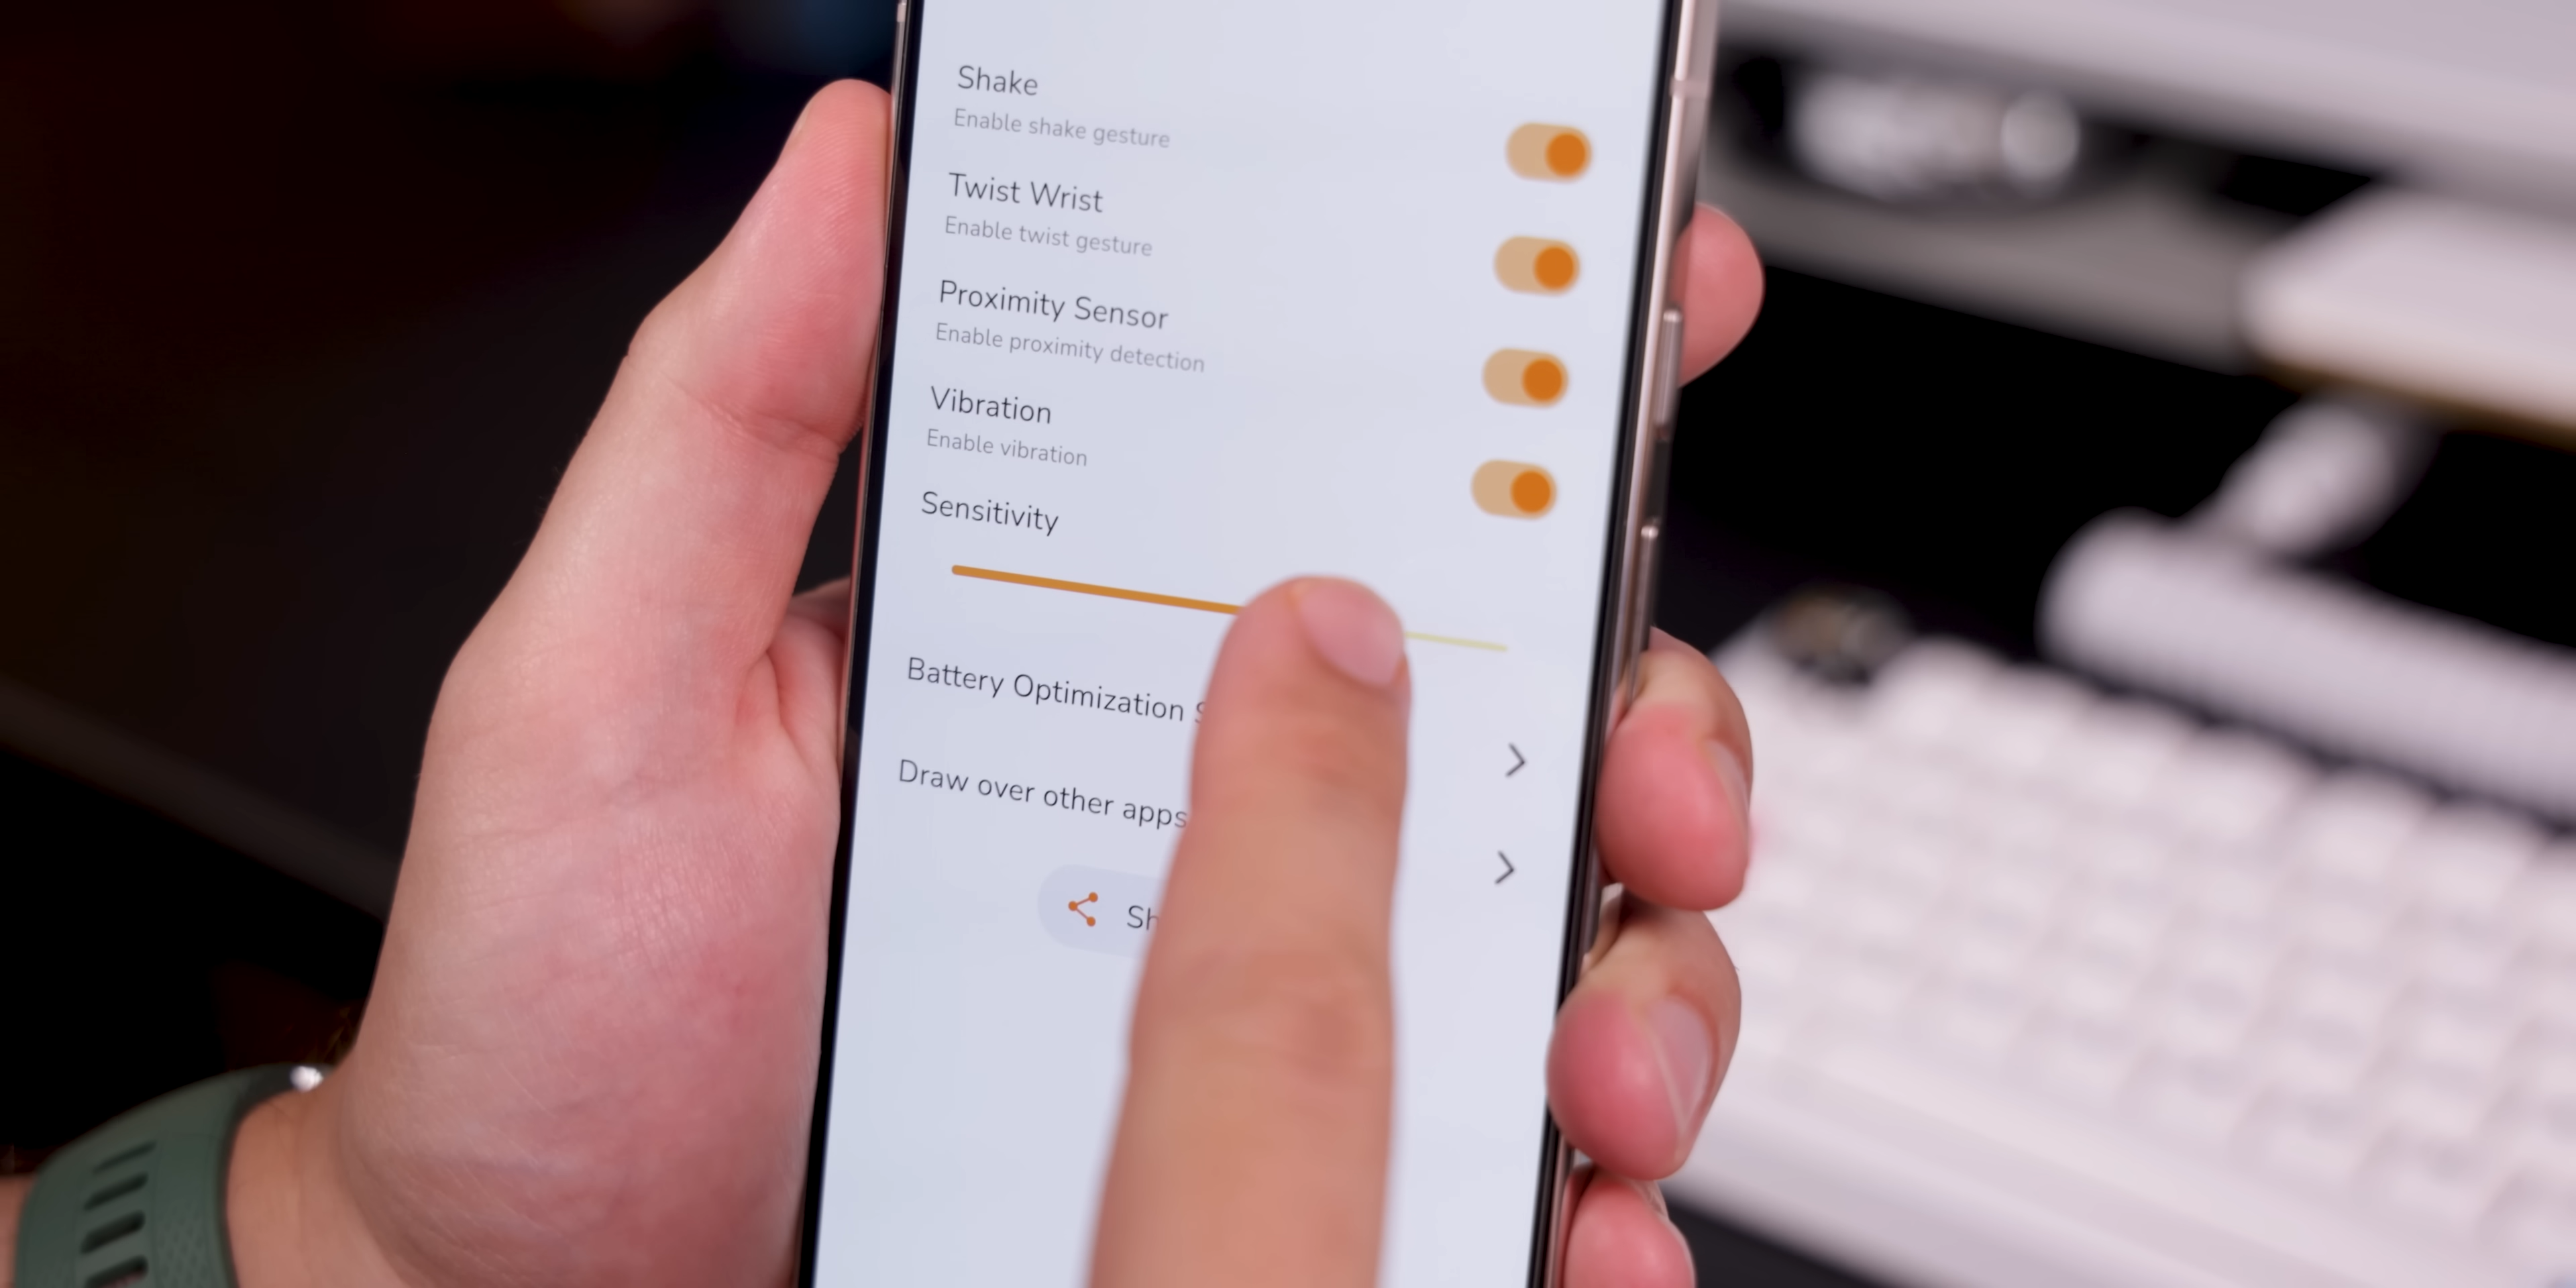 Shake
Enable shake gesture
Twist Wrist
Enable twist gesture
Proximity Sensor
Enable proximity detection
Vibration
Enable vibration
Sensitivity
Battery Optimization
Draw over other apps